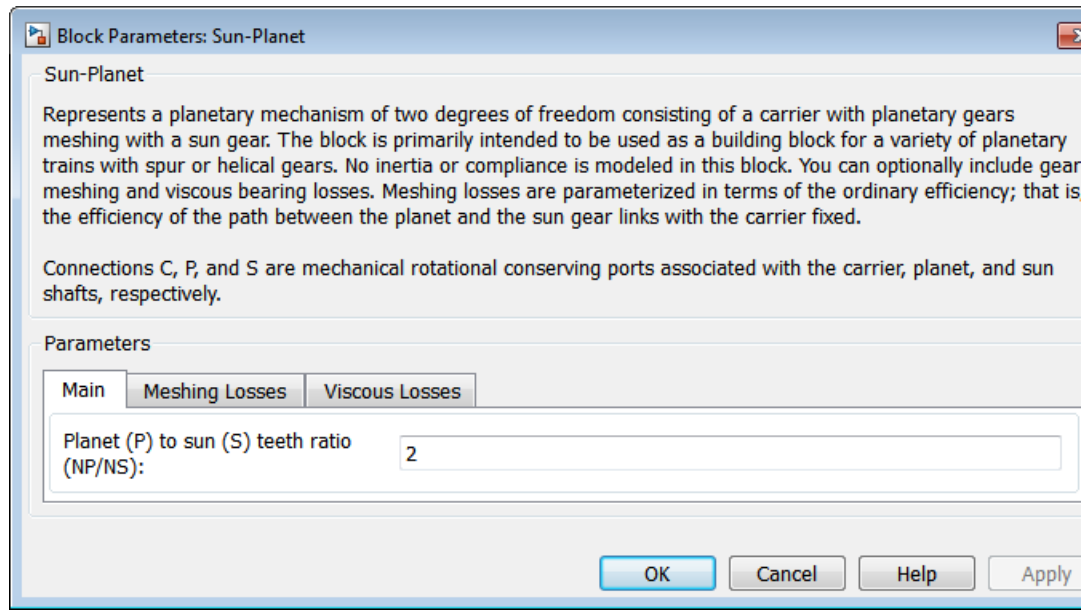 Block Parameters: Sun-Planet
Sun-Planet
Represents a planetary mechanism of two degrees of freedom consisting of a carrier with planetary gears
meshing with a sun gear. The block is primarily intended to be used as a building block for a variety of planetary
trains with spur or helical gears. No inertia or compliance is modeled in this block. You can optionally include gear
meshing and viscous bearing losses. Meshing losses are parameterized in terms of the ordinary efficiency; that is,
the efficiency of the path between the planet and the sun gear links with the carrier fixed.
Connections C, P, and S are mechanical rotational conserving ports associated with the carrier, planet, and sun
shafts, respectively.
Parameters
Main Meshing Losses Viscous Losses
Planet (P) to sun (S) teeth ratio
(NP/NS):
2
OK Cancel Help Apply